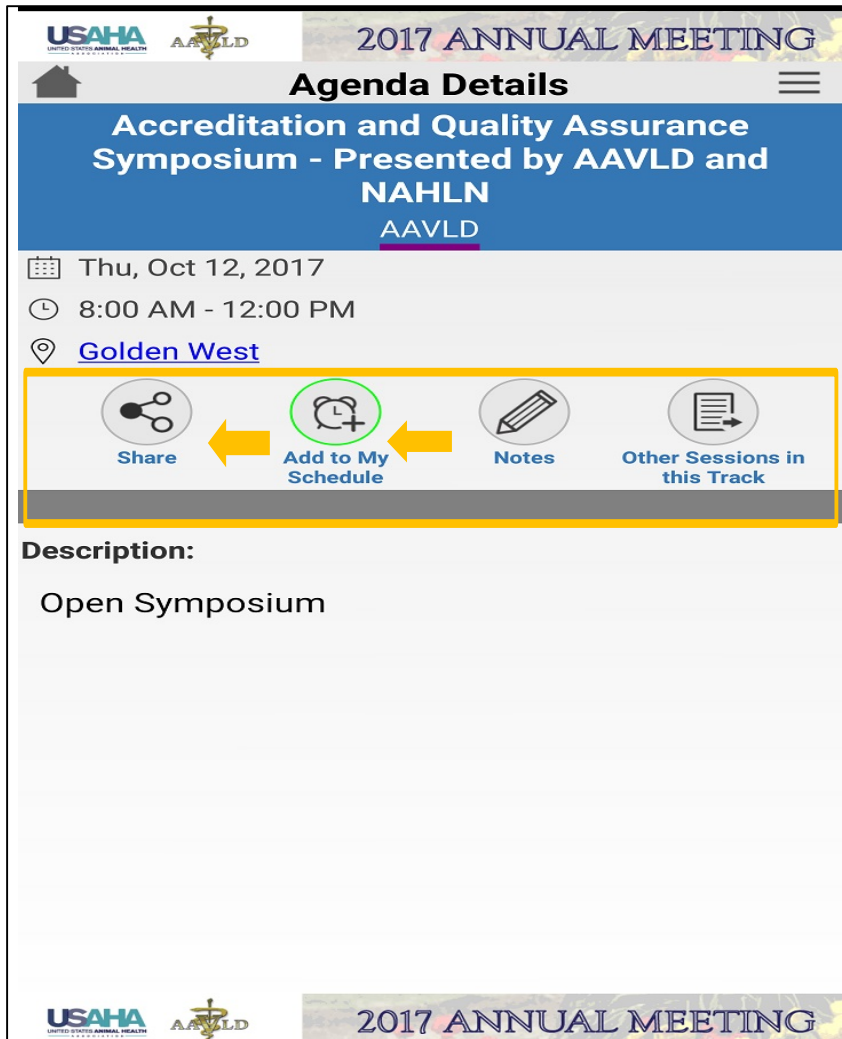 USAHA
UNITED STATES ANIMAL HEALTH
ASSOCIATION
AAVLD
2017 ANNUAL MEETING
Agenda Details
Accreditation and Quality Assurance
Symposium - Presented by AAVLD and
NAHLN
AAVLD
Thu, Oct 12, 2017
8:00 AM - 12:00 PM
Golden West
Share
Add to My
Schedule
Notes
Other Sessions in
this Track
Description:
Open Symposium
USAHA
UNITED STATES ANIMAL HEALTH
AAVLD
2017 ANNUAL MEETING